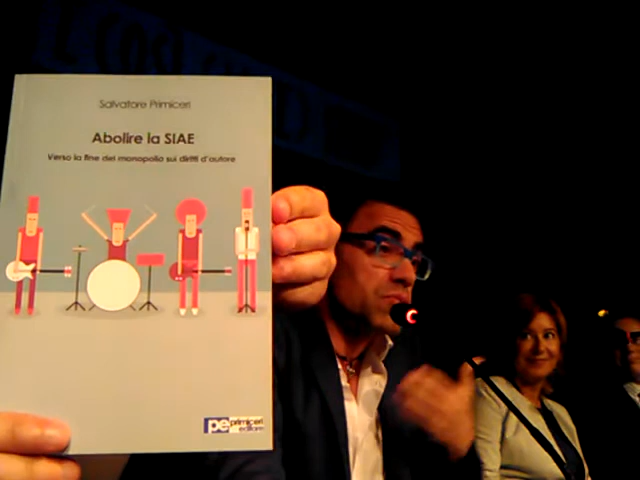 Salvatore Primiceri
Abolire la SIAE
Verso la fine del monopolio sui diritti d'autore
pe primiceri
editore